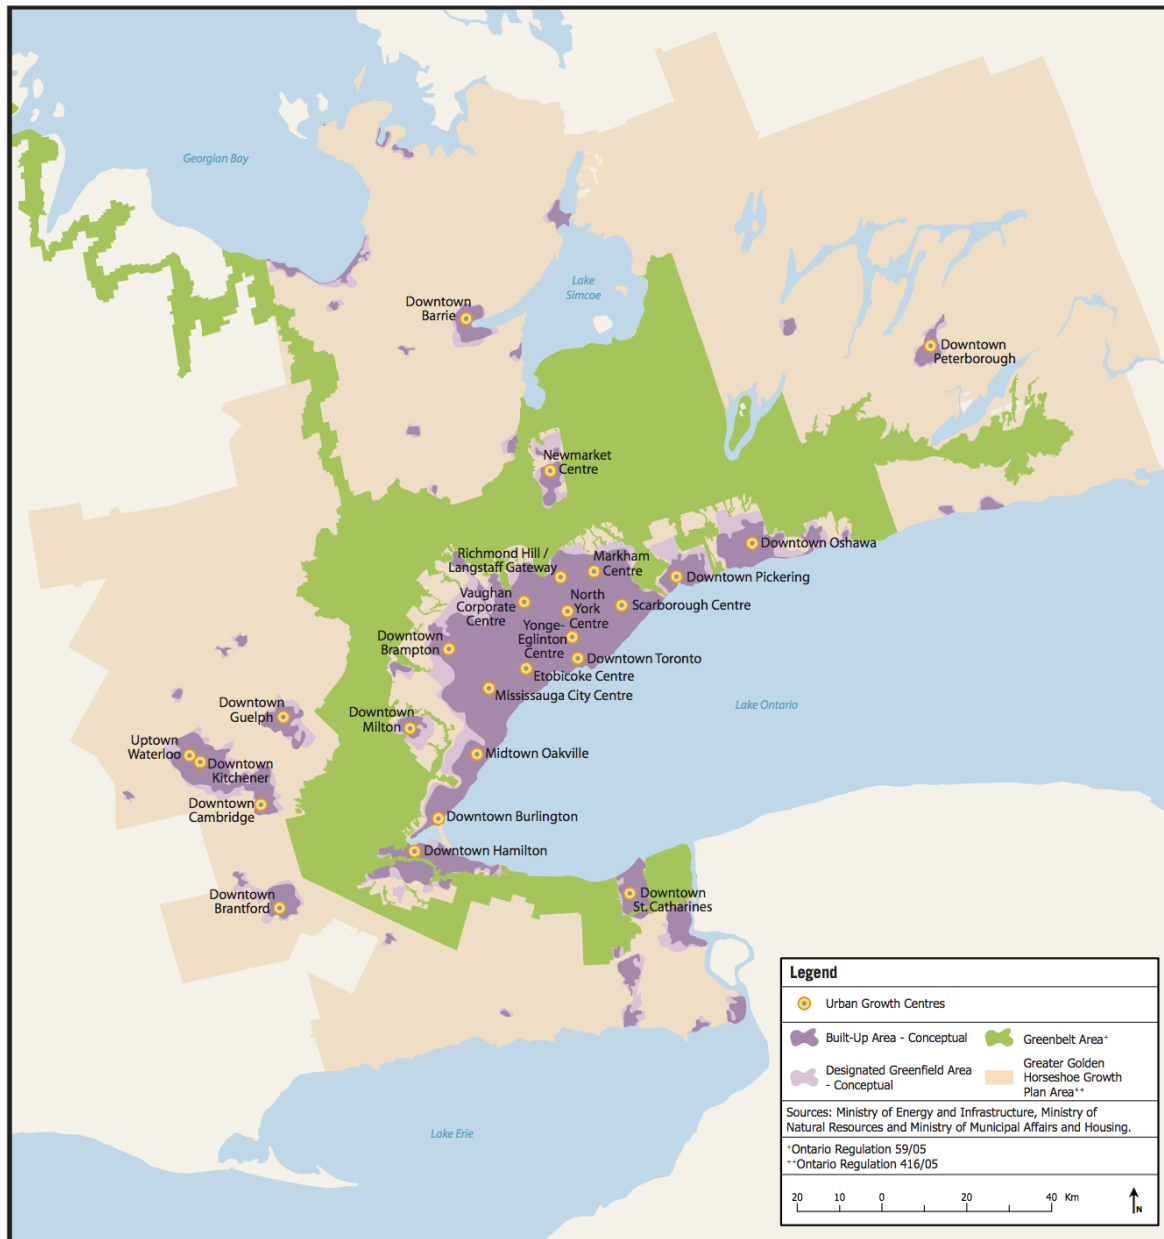 Georgian Bay
Lake
Simcoe
Downtown
Barrie
Downtown
Peterborough
Newmarket
Centre
Downtown Oshawa
Richmond Hill /
Langstaff Gateway
Markham
Centre
Downtown Pickering
Vaughan
Corporate
Centre
North
York
Centre
Scarborough Centre
Yonge-
Eglinton
Centre
Downtown
Brampton
Downtown Toronto
Etobicoke Centre
Mississauga City Centre
Lake Ontario
Downtown
Guelph
Downtown
Milton
Uptown
Waterloo
Downtown
Kitchener
Midtown Oakville
Downtown
Cambridge
Downtown Burlington
Downtown Hamilton
Downtown
Brantford
Downtown
St. Catharines
Lake Erie
Legend
Urban Growth Centres
Built-Up Area - Conceptual
Greenbelt Area+
Designated Greenfield Area
- Conceptual
Greater Golden
Horseshoe Growth
Plan Area++
Sources: Ministry of Energy and Infrastructure, Ministry of
Natural Resources and Ministry of Municipal Affairs and Housing.
+Ontario Regulation 59/05
++Ontario Regulation 416/05
20 10 0 20 40 Km
N